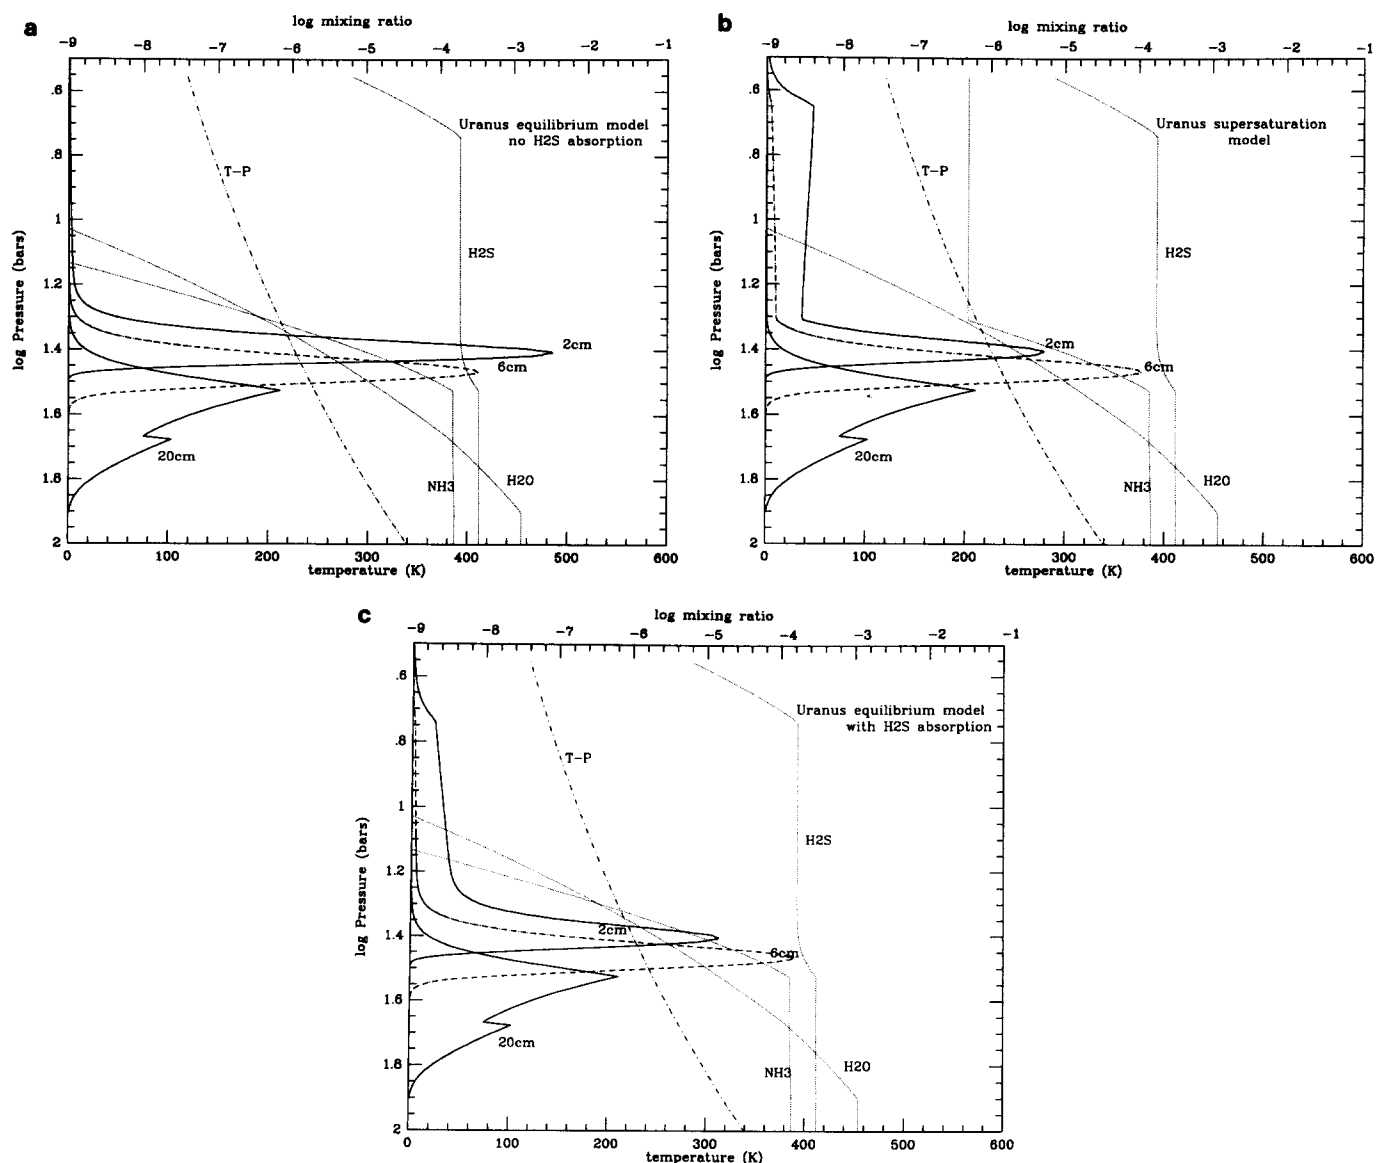 a
log mixing ratio
-9 -8 -7 -6 -5 -4 -3 -2 -1
.6
.8
1
1.2
1.4
1.6
1.8
2
log Pressure (bars)
Uranus equilibrium model
no H2S absorption
T-P
H2S
2cm
6cm
20cm
NH3
H2O
0 100 200 300 400 500 600
temperature (K)
b
log mixing ratio
-9 -8 -7 -6 -5 -4 -3 -2 -1
.6
.8
1
1.2
1.4
1.6
1.8
2
log Pressure (bars)
Uranus supersaturation
model
T-P
H2S
2cm
6cm
20cm
NH3
H2O
0 100 200 300 400 500 600
temperature (K)
c
log mixing ratio
-9 -8 -7 -6 -5 -4 -3 -2 -1
.6
.8
1
1.2
1.4
1.6
1.8
2
log Pressure (bars)
Uranus equilibrium model
with H2S absorption
T-P
H2S
2cm
6cm
20cm
NH3
H2O
0 100 200 300 400 500 600
temperature (K)